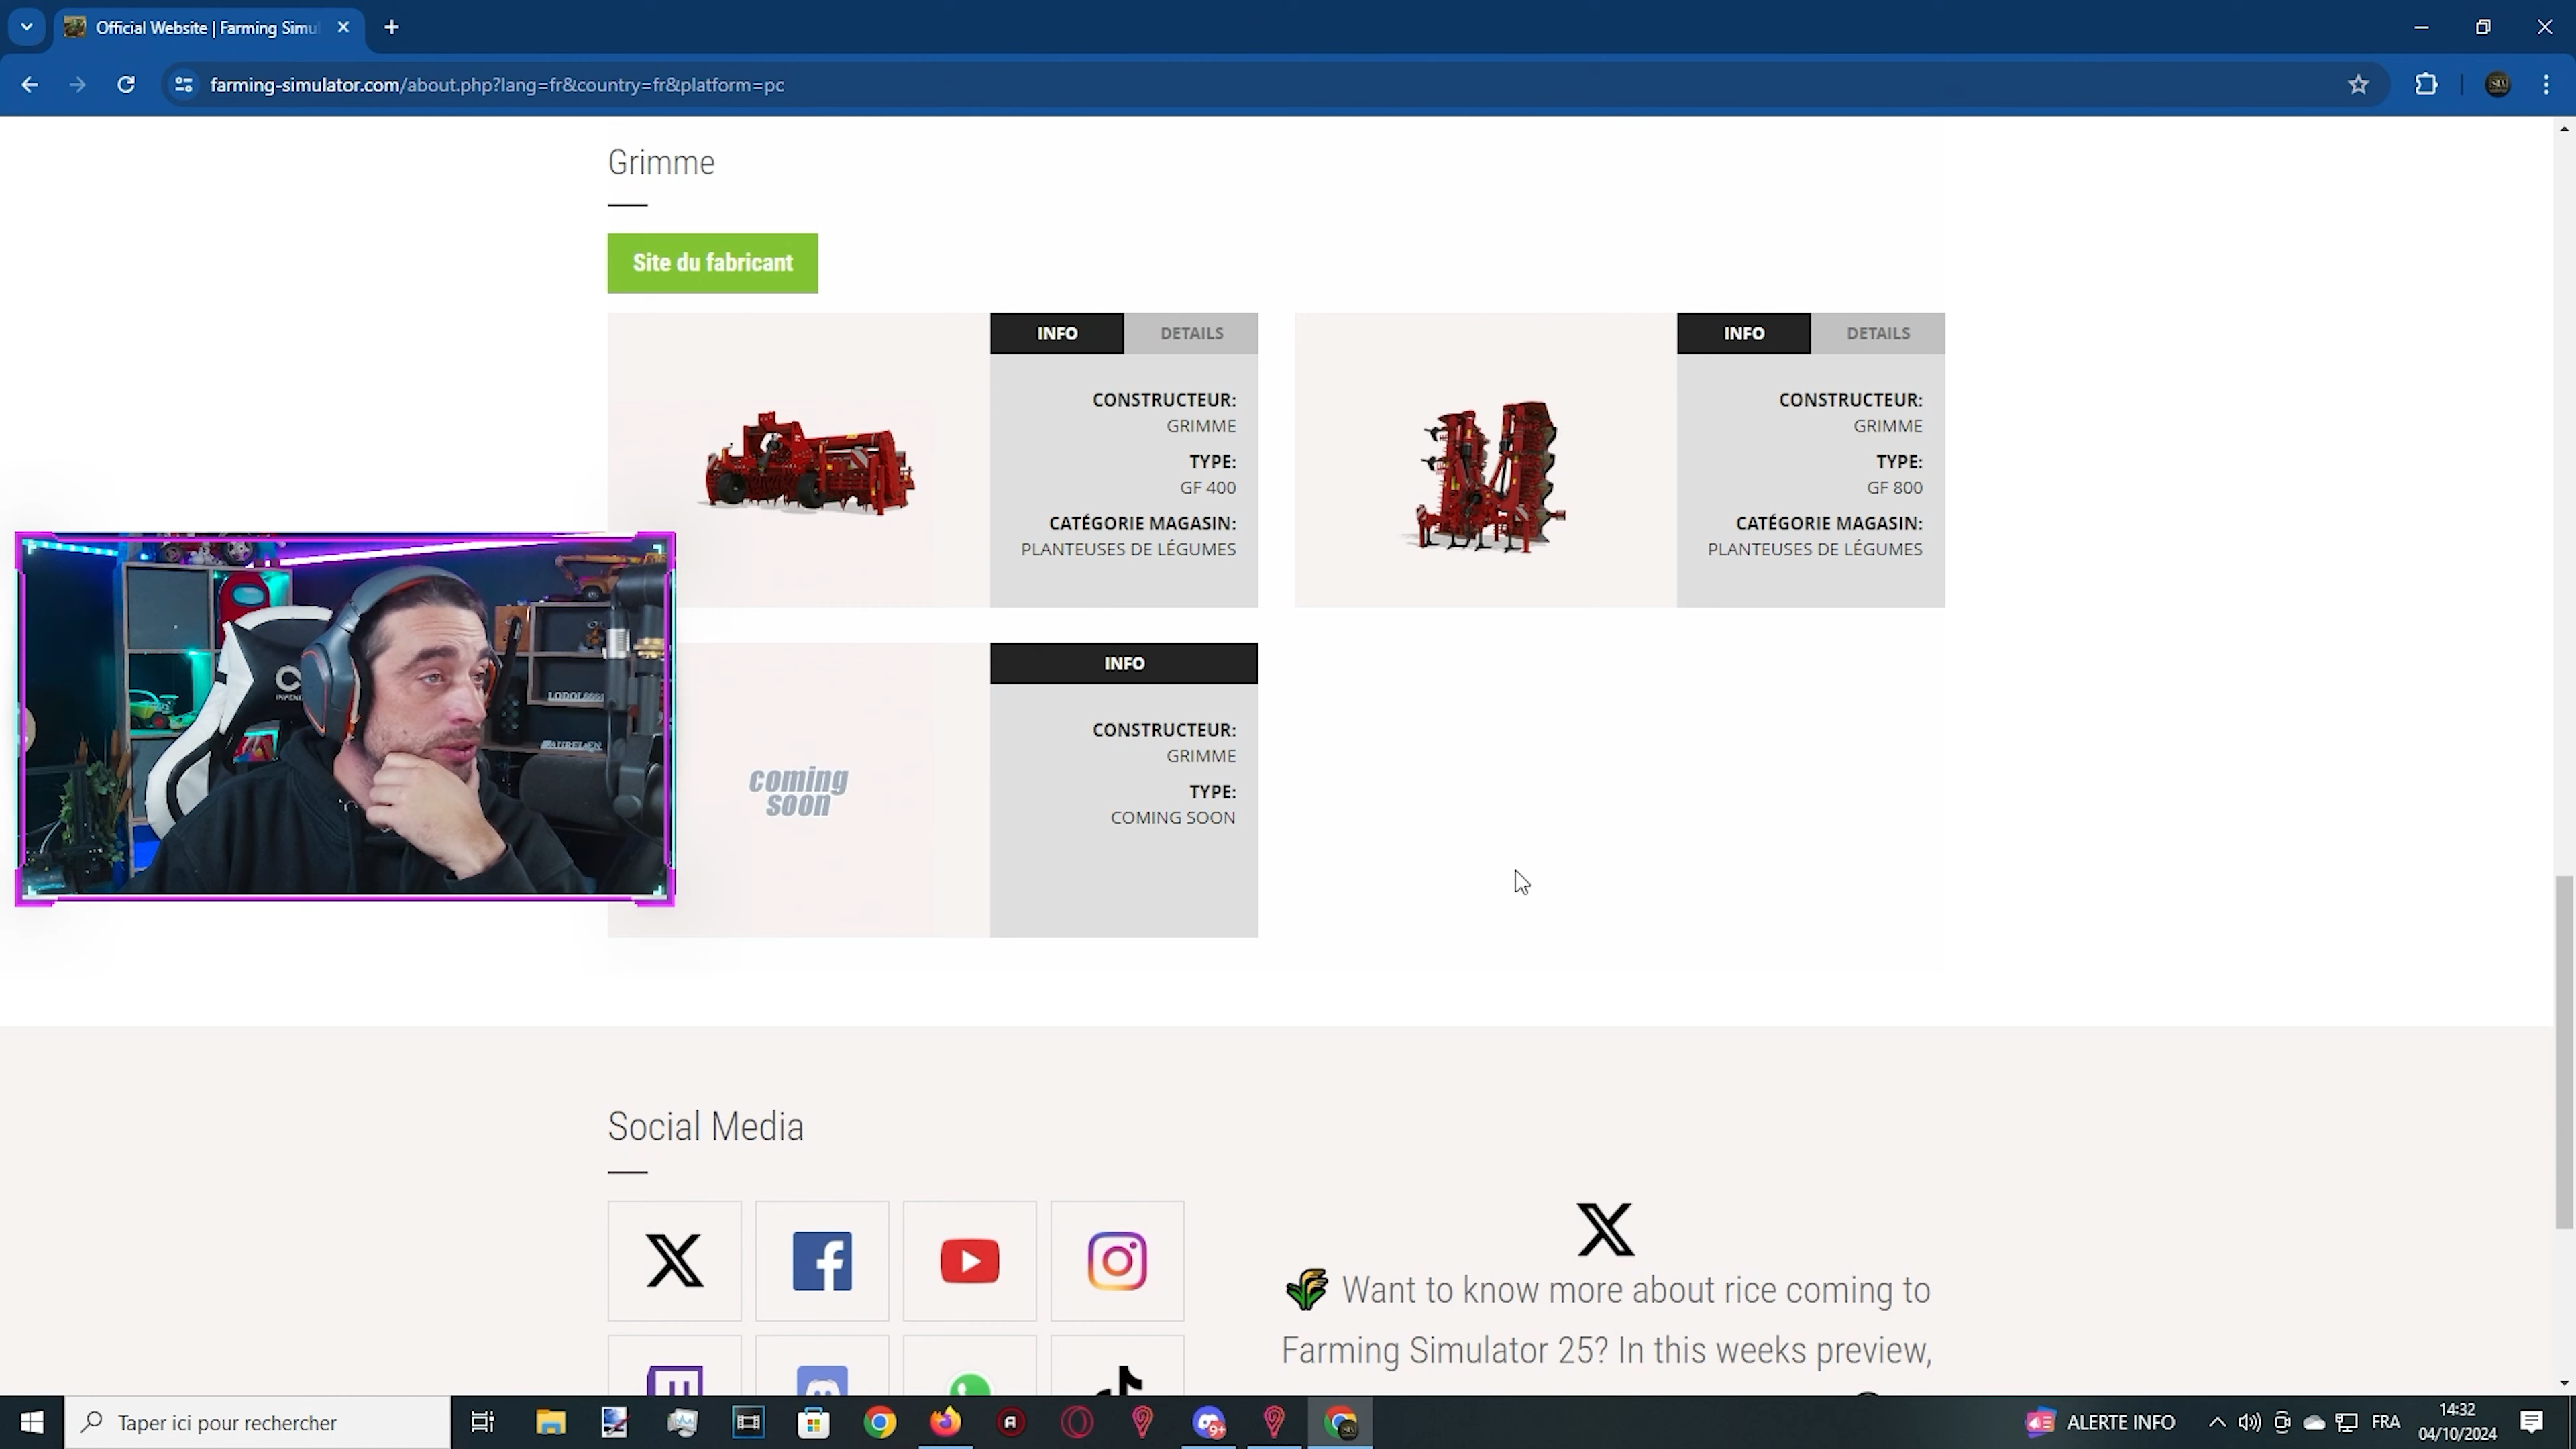 Official Website | Farming Simu
farming-simulator.com/about.php?lang=fr&country=fr&platform=pc
Grimme
Site du fabricant
INFO
DETAILS
CONSTRUCTEUR:
GRIMME
TYPE:
GF 400
CATÉGORIE MAGASIN:
PLANTEUSES DE LÉGUMES
INFO
DETAILS
CONSTRUCTEUR:
GRIMME
TYPE:
GF 800
CATÉGORIE MAGASIN:
PLANTEUSES DE LÉGUMES
coming
soon
INFO
CONSTRUCTEUR:
GRIMME
TYPE:
COMING SOON
Social Media
Want to know more about rice coming to
Farming Simulator 25? In this weeks preview,
Taper ici pour rechercher
9+
ALERTE INFO
FRA
14:32
04/10/2024